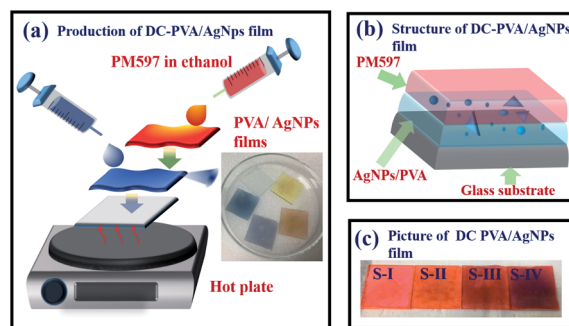 (a) Production of DC-PVA/AgNps film
PM597 in ethanol
PVA/ AgNPs
films
Hot plate
(b) Structure of DC-PVA/AgNPs
film
PM597
AgNPs/PVA
Glass substrate
(c) Picture of DC PVA/AgNPs
film
S-I S-II S-III S-IV